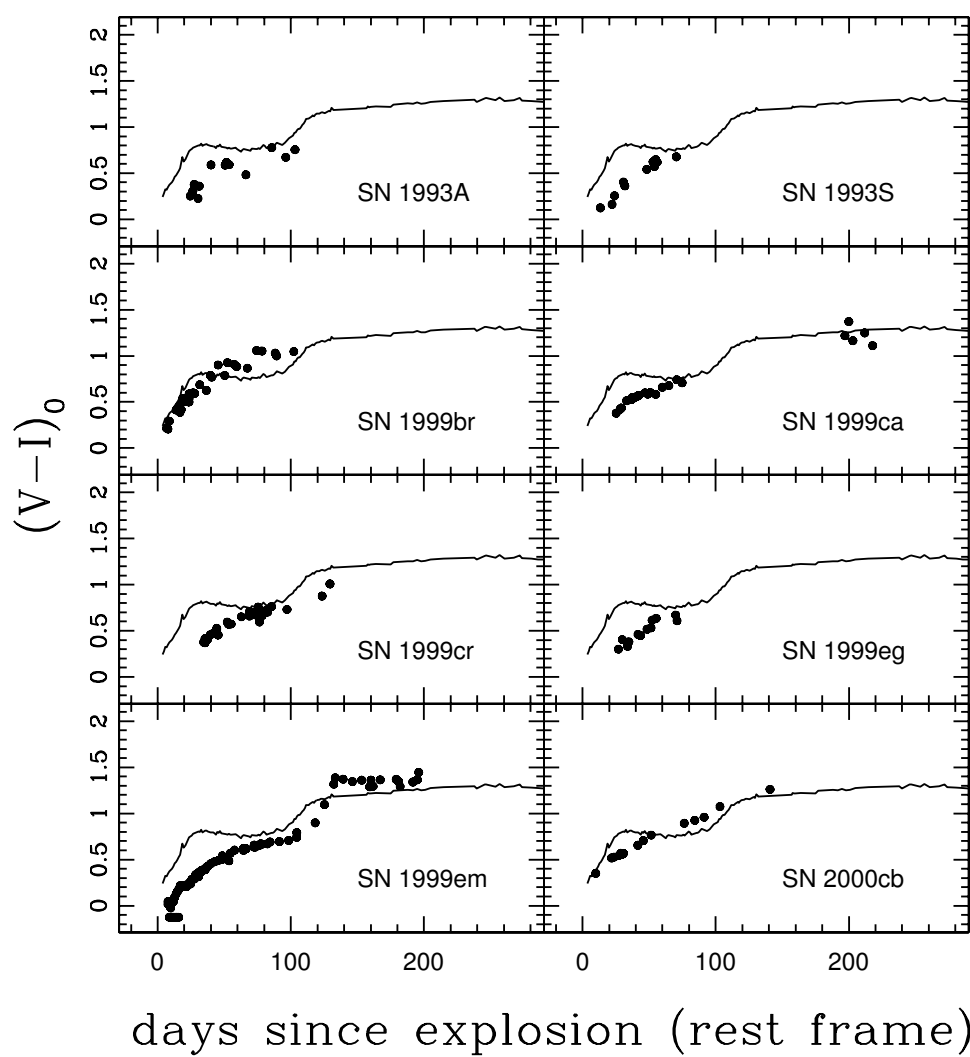 2
1.5
1
0.5
0
SN 1993A
SN 1993S
2
1.5
1
0.5
0
SN 1999br
SN 1999ca
2
1.5
1
0.5
0
SN 1999cr
SN 1999eg
2
1.5
1
0.5
0
SN 1999em
SN 2000cb
(V−I)0
0 100 200 0 100 200
days since explosion (rest frame)